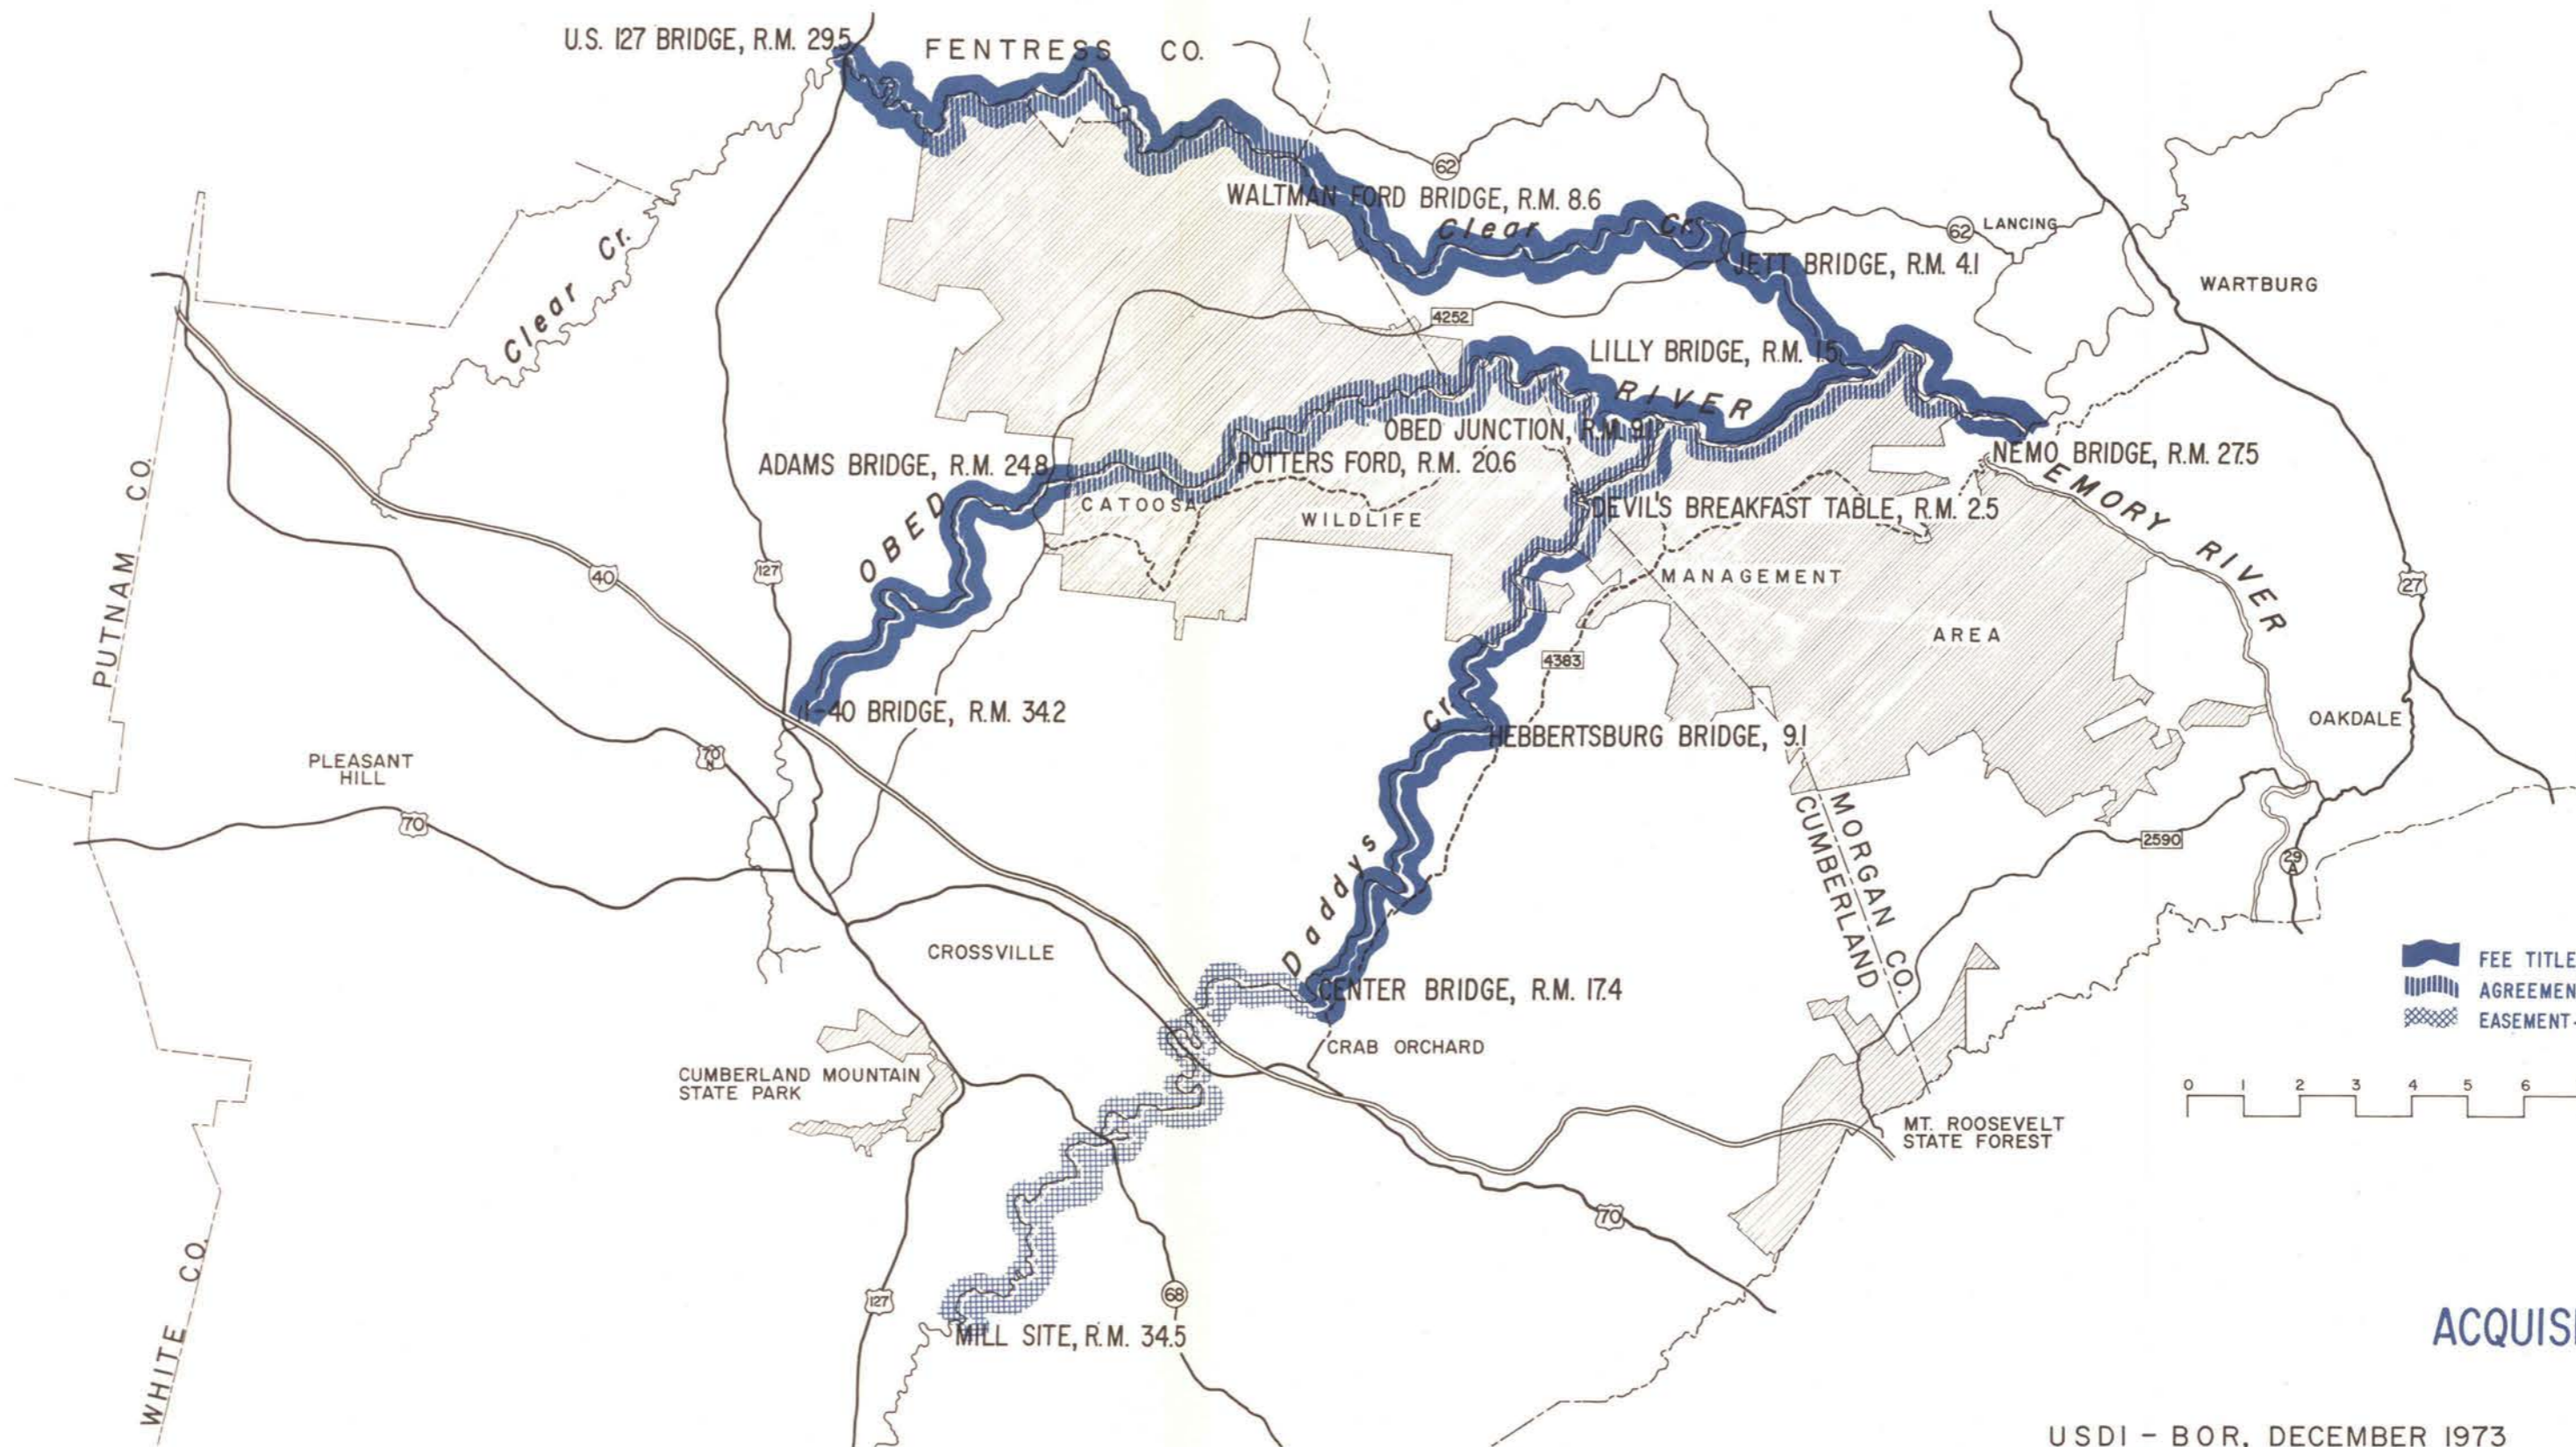 U.S. 127 BRIDGE, R.M. 29.5
FENTRESS CO.
62
WALTMAN FORD BRIDGE, R.M. 8.6
Clear Cr.
62
LANCING
JETT BRIDGE, R.M. 4.1
WARTBURG
Clear Cr.
4252
LILLY BRIDGE, R.M. 1.5
RIVER
OBED JUNCTION, R.M. 9.1
NEMO BRIDGE, R.M. 27.5
ADAMS BRIDGE, R.M. 24.8
POTTERS FORD, R.M. 20.6
PUTNAM CO.
OBED
CATOOSA
WILDLIFE
DEVIL'S BREAKFAST TABLE, R.M. 2.5
EMORY RIVER
40
127
MANAGEMENT
27
AREA
4383
I-40 BRIDGE, R.M. 34.2
OAKDALE
HEBBERTSBURG BRIDGE, 9.1
PLEASANT
HILL
70
N
70
Daddys Cr.
MORGAN CO.
CUMBERLAND
2590
29
A
CROSSVILLE
FEE TITLE
AGREEMEN
EASEMENT-
CENTER BRIDGE, R.M. 17.4
CRAB ORCHARD
CUMBERLAND MOUNTAIN
STATE PARK
0 1 2 3 4 5 6
MT. ROOSEVELT
STATE FOREST
70
WHITE CO.
127
68
MILL SITE, R.M. 34.5
ACQUIS
USDI - BOR, DECEMBER 1973